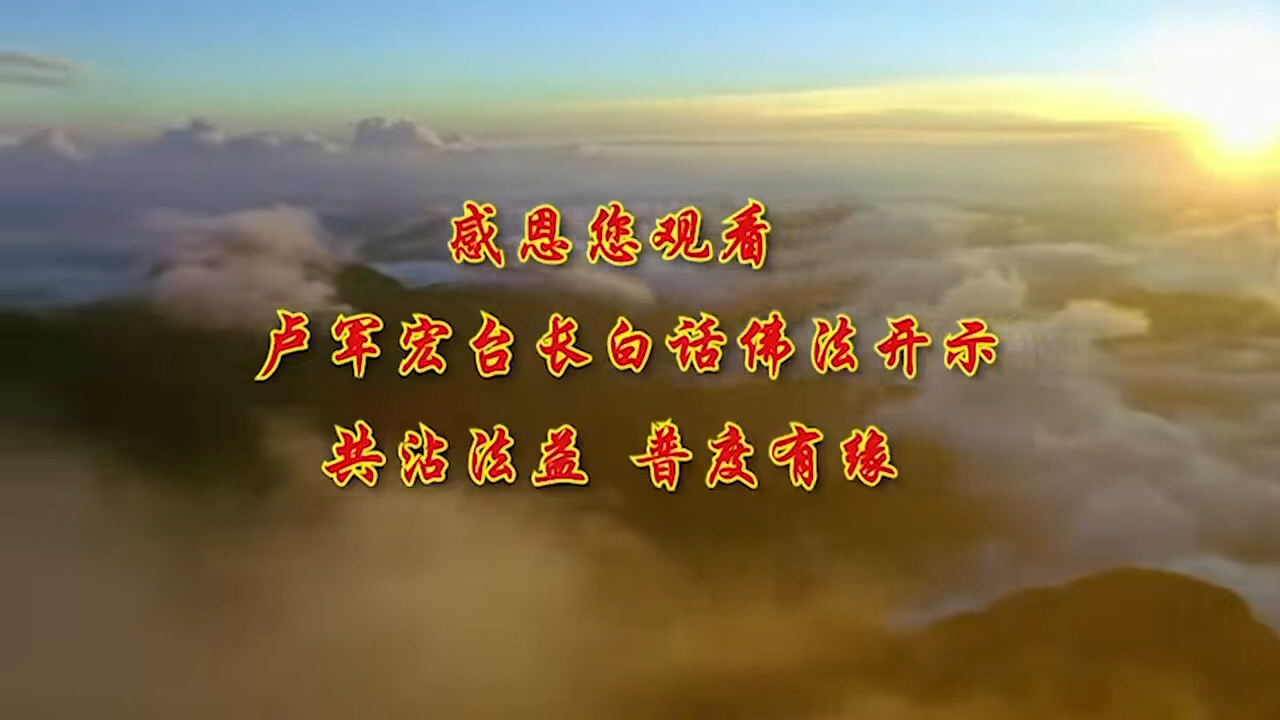 感恩您观看
卢军宏台长白话佛法开示
共沾法益 普度有缘